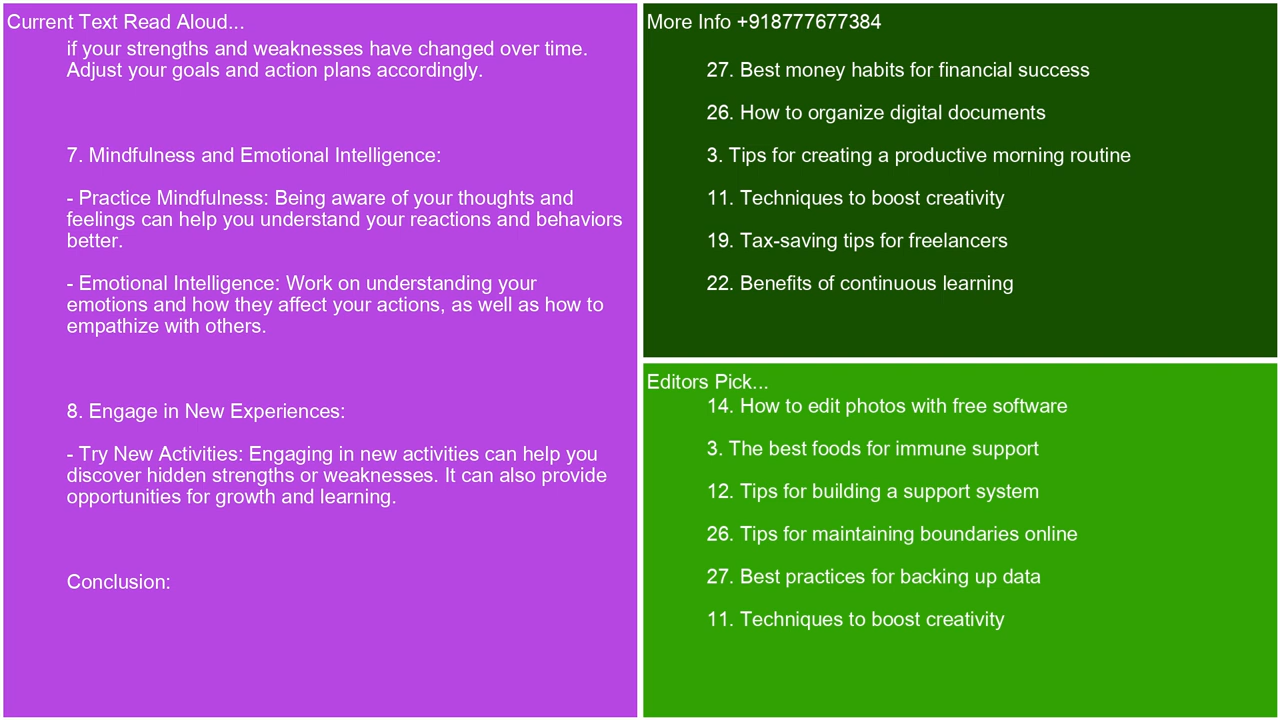 Current Text Read Aloud...
if your strengths and weaknesses have changed over time.
Adjust your goals and action plans accordingly.
7. Mindfulness and Emotional Intelligence:
- Practice Mindfulness: Being aware of your thoughts and
feelings can help you understand your reactions and behaviors
better.
- Emotional Intelligence: Work on understanding your
emotions and how they affect your actions, as well as how to
empathize with others.
8. Engage in New Experiences:
- Try New Activities: Engaging in new activities can help you
discover hidden strengths or weaknesses. It can also provide
opportunities for growth and learning.
Conclusion:
More Info +918777677384
27. Best money habits for financial success
26. How to organize digital documents
3. Tips for creating a productive morning routine
11. Techniques to boost creativity
19. Tax-saving tips for freelancers
22. Benefits of continuous learning
Editors Pick...
14. How to edit photos with free software
3. The best foods for immune support
12. Tips for building a support system
26. Tips for maintaining boundaries online
27. Best practices for backing up data
11. Techniques to boost creativity